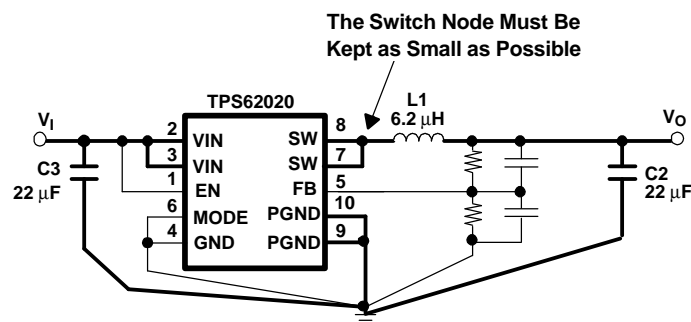 The Switch Node Must Be
Kept as Small as Possible
TPS62020
L1
6.2 μH
VI
VO
C3
22 μF
C2
22 μF
2
VIN
3
VIN
1
EN
6
MODE
4
GND
SW
8
SW
7
FB
5
PGND
10
PGND
9